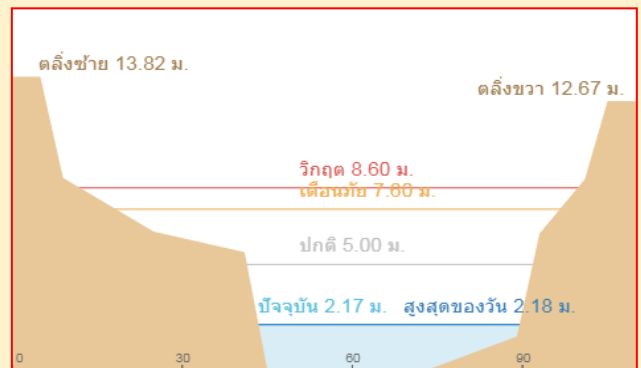 ตลิ่งซ้าย 13.82 ม.
ตลิ่งขวา 12.67 ม.
วิกฤต 8.60 ม.
เตือนภัย 7.60 ม.
ปกติ 5.00 ม.
ปัจจุบัน 2.17 ม. สูงสุดของวัน 2.18 ม.
0 30 60 90